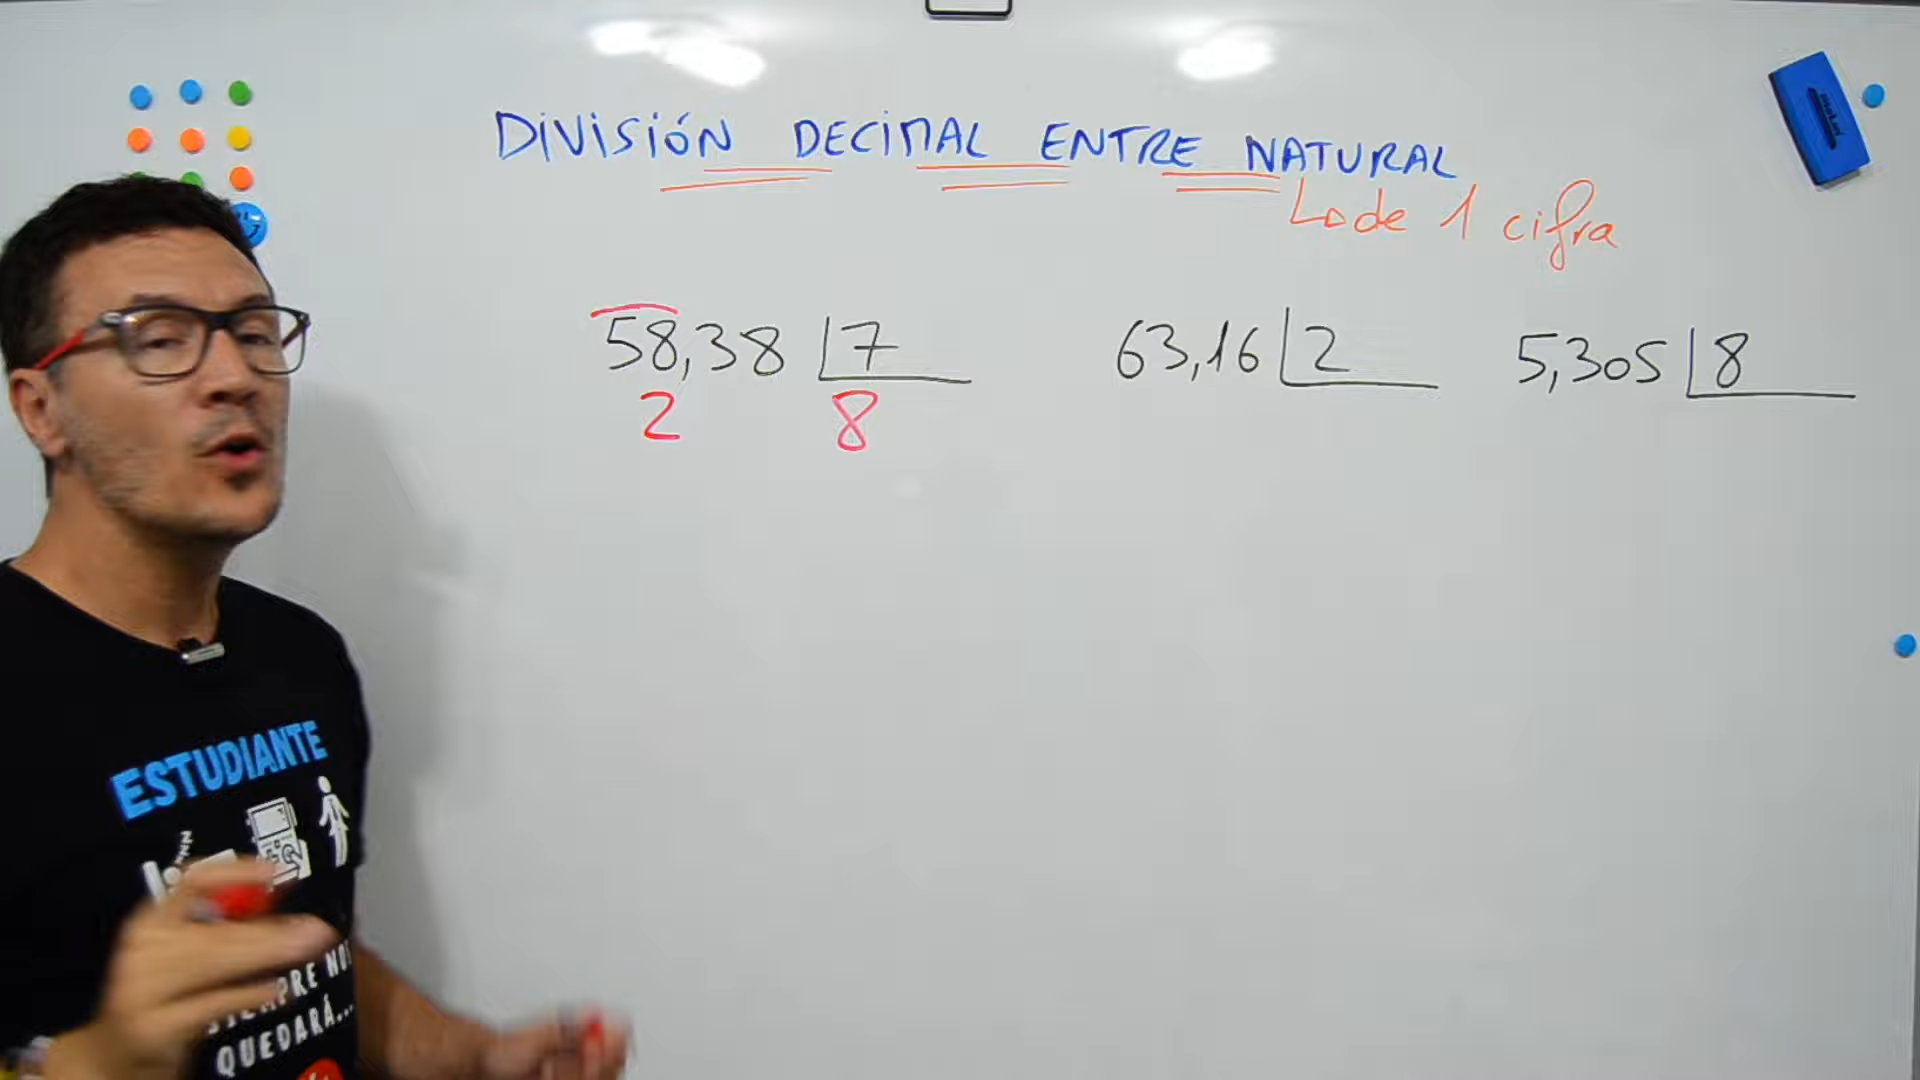 DIVISIÓN DECIMAL ENTRE NATURAL
↳ de 1 cifra
58,38 7
2 8
63,16 2
5,305 8
ESTUDIANTE
QUEDARÁ...